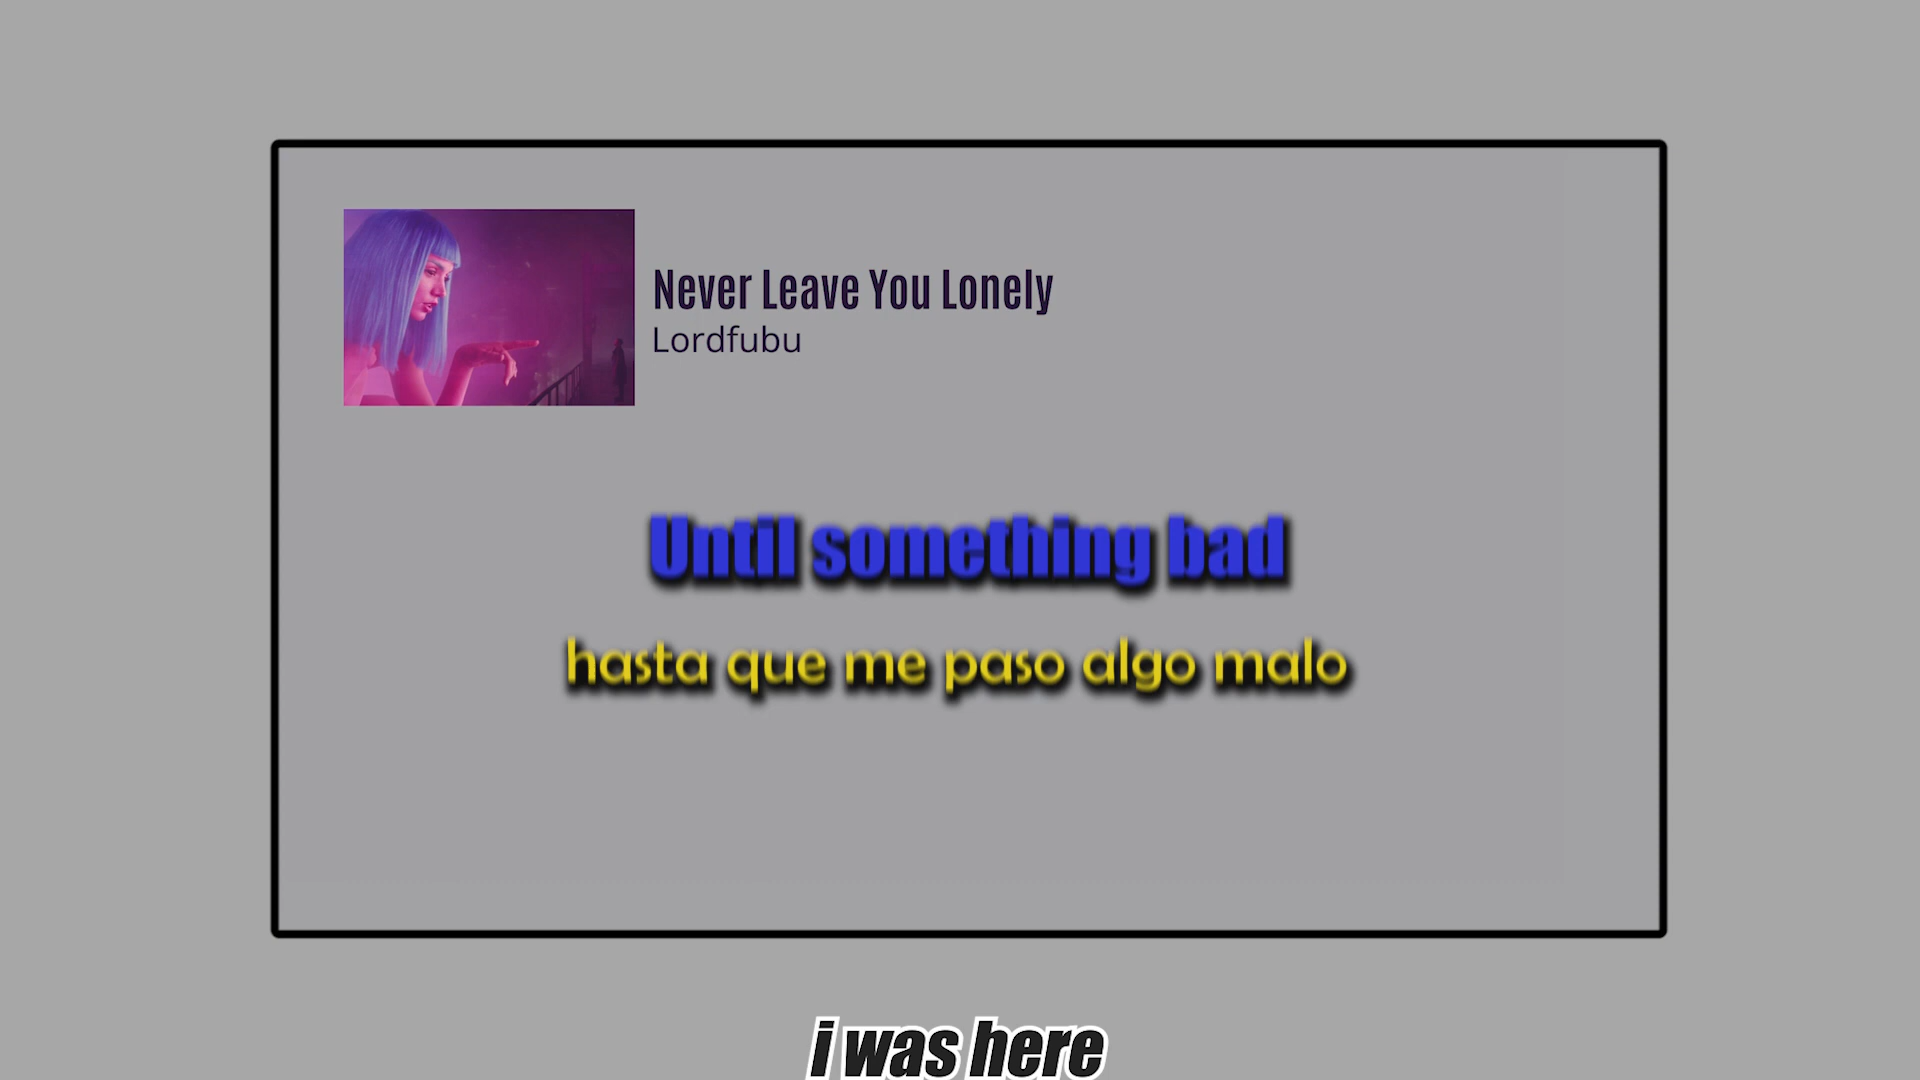 Never Leave You Lonely
Lordfubu
Until something bad
hasta que me paso algo malo
i was here